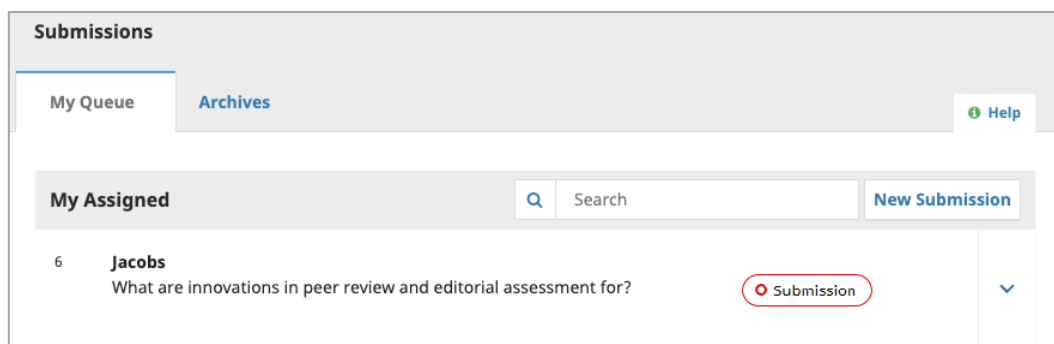 Submissions
My Queue
Archives
Help
My Assigned
Search
New Submission
6
Jacobs
What are innovations in peer review and editorial assessment for?
Submission